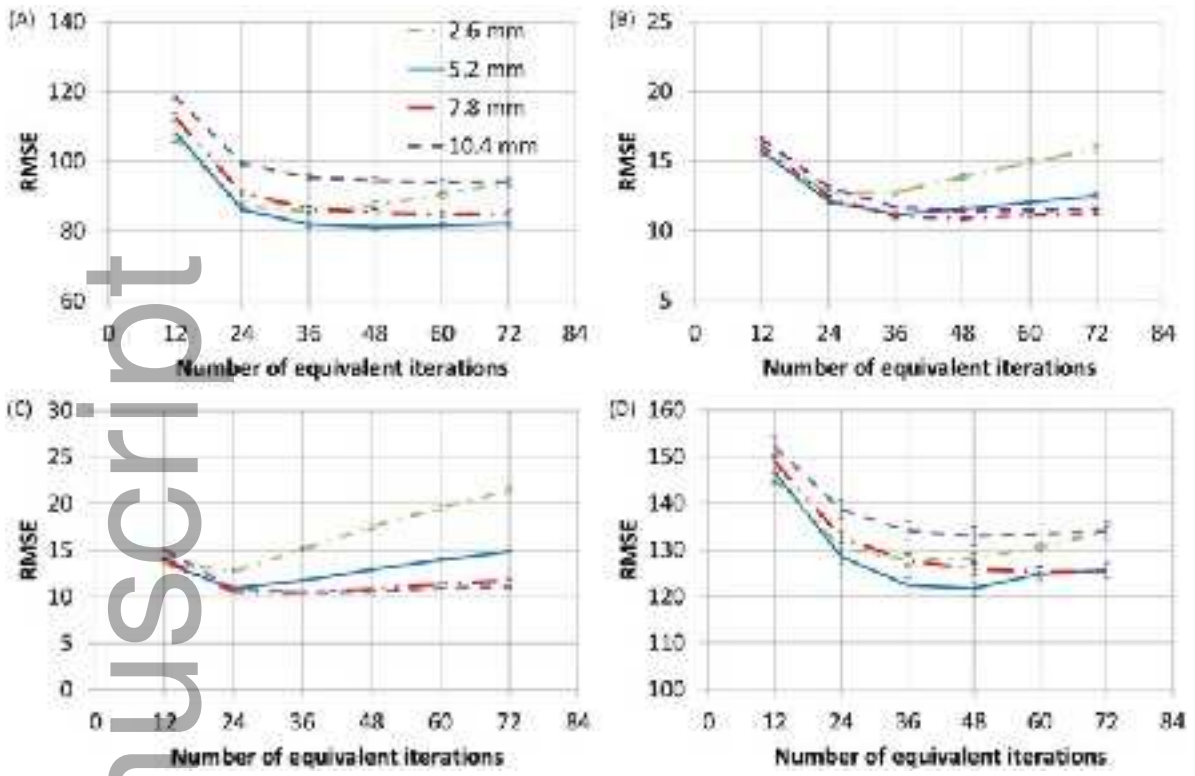 (A) 140
120
100
80
60
RMSE
2.6 mm
5.2 mm
7.8 mm
10.4 mm
0 12 24 36 48 60 72 84
Number of equivalent iterations
(B) 25
20
15
10
5
RMSE
0 12 24 36 48 60 72 84
Number of equivalent iterations
(C) 30
25
20
15
10
5
0
RMSE
0 12 24 36 48 60 72 84
Number of equivalent iterations
(D) 160
150
140
130
120
110
100
RMSE
0 12 24 36 48 60 72 84
Number of equivalent iterations
nuscript